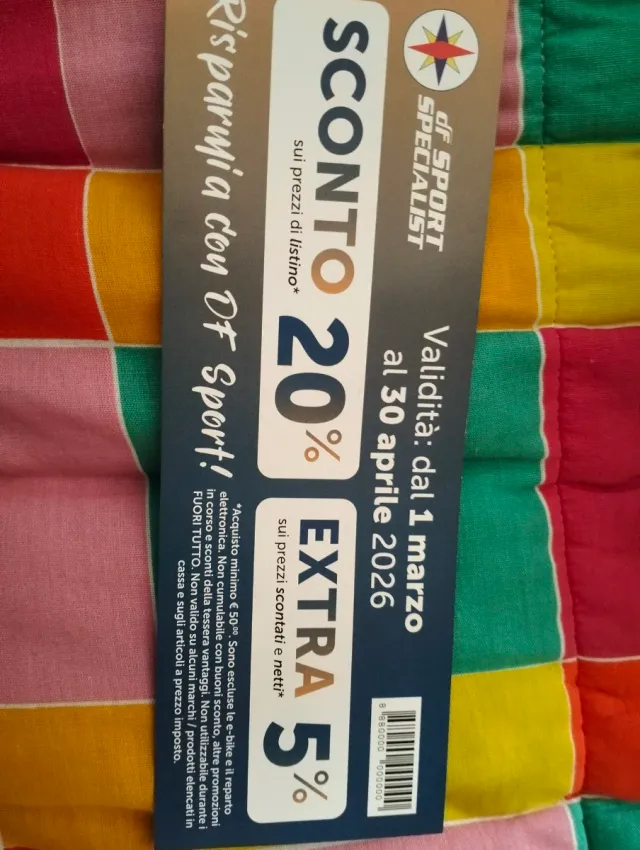 df SPORT
SPECIALIST
Validità: dal 1 marzo
al 30 aprile 2026
SCONTO 20%
sui prezzi di listino*
EXTRA 5%
sui prezzi scontati e netti*
Risparmia con DF Sport!
*Acquisto minimo € 50,00. Sono escluse le e-bike e il reparto
elettronica. Non cumulabile con buoni sconto, altre promozioni
in corso e sconti della tessera vantaggi. Non utilizzabile durante i
FUORI TUTTO. Non valido su alcuni marchi / prodotti elencati in
cassa e sugli articoli a prezzo imposto.